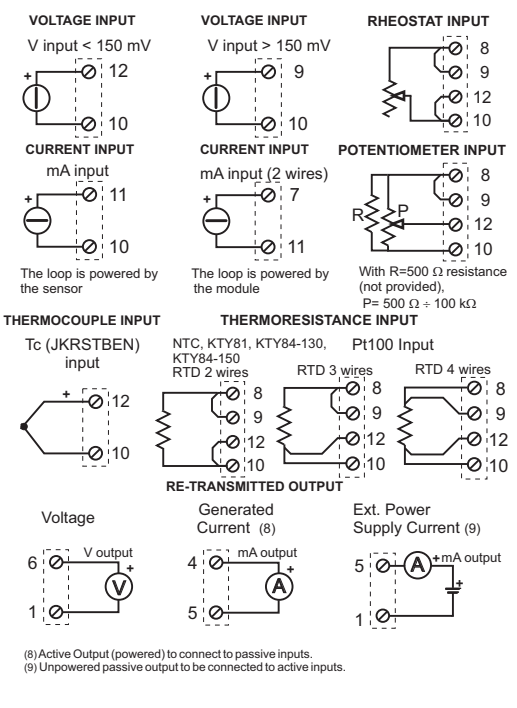 VOLTAGE INPUT
V input < 150 mV
+
12
10
VOLTAGE INPUT
V input > 150 mV
+
9
10
RHEOSTAT INPUT
8
9
12
10
CURRENT INPUT
mA input
+
11
10
The loop is powered by
the sensor
CURRENT INPUT
mA input (2 wires)
+
7
11
The loop is powered by
the module
POTENTIOMETER INPUT
R
P
8
9
12
10
With R=500 Ω resistance
(not provided),
P= 500 Ω ÷ 100 kΩ
THERMOCOUPLE INPUT
Tc (JKRSTBEN)
input
+
12
10
THERMORESISTANCE INPUT
NTC, KTY81, KTY84-130,
KTY84-150
RTD 2 wires
8
9
12
10
Pt100 Input
RTD 3 wires
8
9
12
10
RTD 4 wires
8
9
12
10
RE-TRANSMITTED OUTPUT
Voltage
6
V output
+
V
1
Generated
Current (8)
4
mA output
+
A
5
Ext. Power
Supply Current (9)
5
A
+mA output
+
1
(8) Active Output (powered) to connect to passive inputs.
(9) Unpowered passive output to be connected to active inputs.